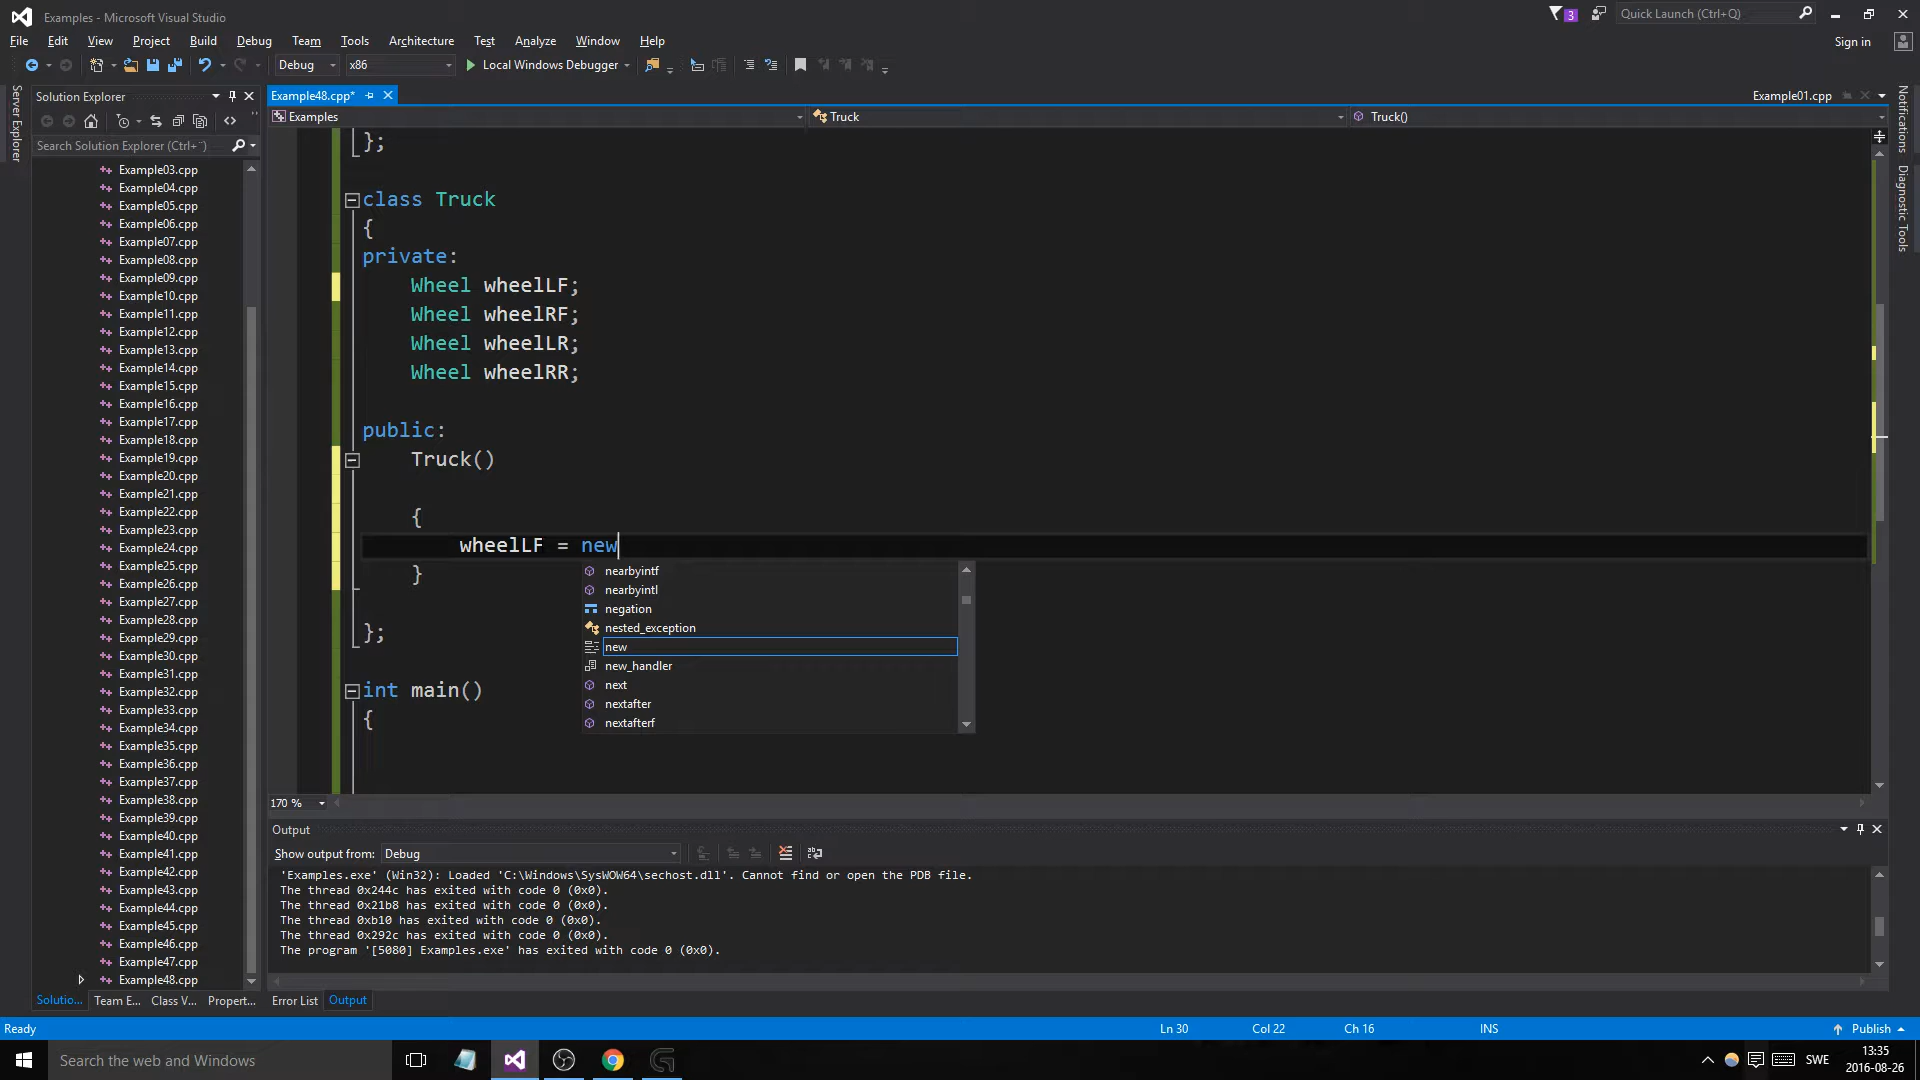 Examples - Microsoft Visual Studio
3
Quick Launch (Ctrl+Q)
File Edit View Project Build Debug Team Tools Architecture Test Analyze Window Help
Sign in
Debug x86 Local Windows Debugger
Server Explorer
Solution Explorer
Search Solution Explorer (Ctrl+¨)
Example03.cpp
Example04.cpp
Example05.cpp
Example06.cpp
Example07.cpp
Example08.cpp
Example09.cpp
Example10.cpp
Example11.cpp
Example12.cpp
Example13.cpp
Example14.cpp
Example15.cpp
Example16.cpp
Example17.cpp
Example18.cpp
Example19.cpp
Example20.cpp
Example21.cpp
Example22.cpp
Example23.cpp
Example24.cpp
Example25.cpp
Example26.cpp
Example27.cpp
Example28.cpp
Example29.cpp
Example30.cpp
Example31.cpp
Example32.cpp
Example33.cpp
Example34.cpp
Example35.cpp
Example36.cpp
Example37.cpp
Example38.cpp
Example39.cpp
Example40.cpp
Example41.cpp
Example42.cpp
Example43.cpp
Example44.cpp
Example45.cpp
Example46.cpp
Example47.cpp
Example48.cpp
Solutio... Team E... Class V... Propert...
Example48.cpp*
Example01.cpp
Examples Truck Truck()
};
class Truck
{
private:
Wheel wheelLF;
Wheel wheelRF;
Wheel wheelLR;
Wheel wheelRR;
public:
Truck()
{
wheelLF = new
}
};
int main()
{
nearbyintf
nearbyintl
negation
nested_exception
new
new_handler
next
nextafter
nextafterf
170 %
Output
Show output from: Debug
'Examples.exe' (Win32): Loaded 'C:\Windows\SysWOW64\sechost.dll'. Cannot find or open the PDB file.
The thread 0x244c has exited with code 0 (0x0).
The thread 0x21b8 has exited with code 0 (0x0).
The thread 0xb10 has exited with code 0 (0x0).
The thread 0x292c has exited with code 0 (0x0).
The program '[5080] Examples.exe' has exited with code 0 (0x0).
Error List Output
Notifications
Diagnostic Tools
Ready Ln 30 Col 22 Ch 16 INS Publish
Search the web and Windows
SWE
13:35
2016-08-26